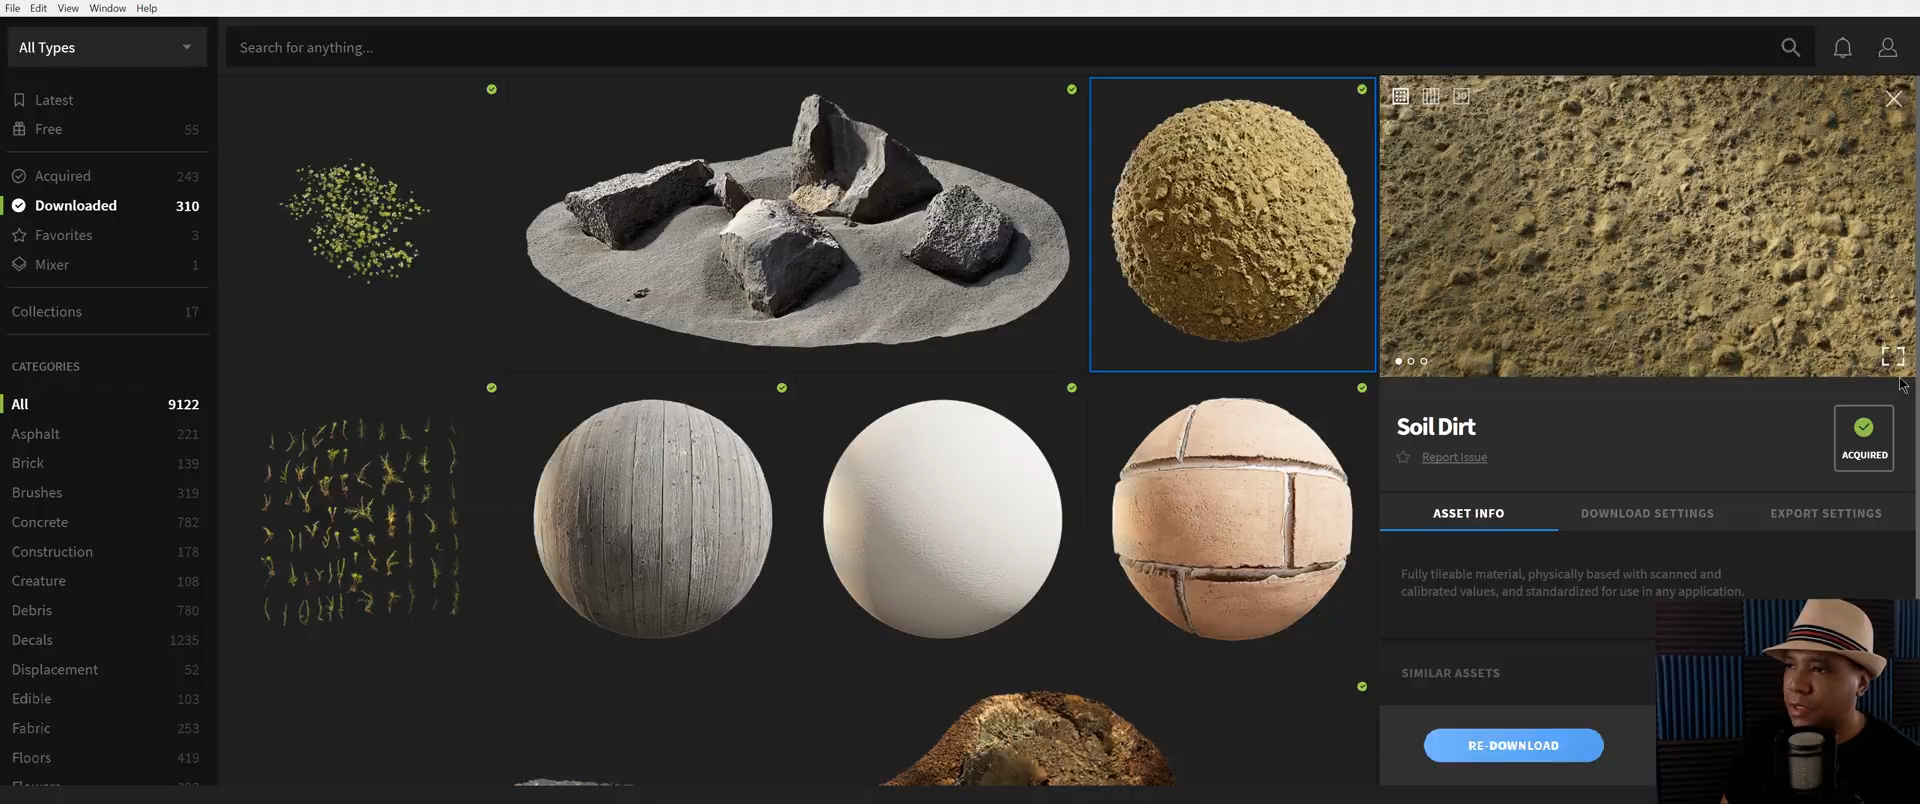 File Edit View Window Help
All Types
Search for anything...
Latest
Free 55
Acquired 243
Downloaded 310
Favorites 3
Mixer 1
Collections 17
CATEGORIES
All 9122
Asphalt 221
Brick 139
Brushes 319
Concrete 782
Construction 178
Creature 108
Debris 780
Decals 1235
Displacement 52
Edible 103
Fabric 253
Floors 419
3D
Soil Dirt
Report Issue
ACQUIRED
ASSET INFO DOWNLOAD SETTINGS EXPORT SETTINGS
Fully tileable material, physically based with scanned and
calibrated values, and standardized for use in any application.
SIMILAR ASSETS
RE-DOWNLOAD